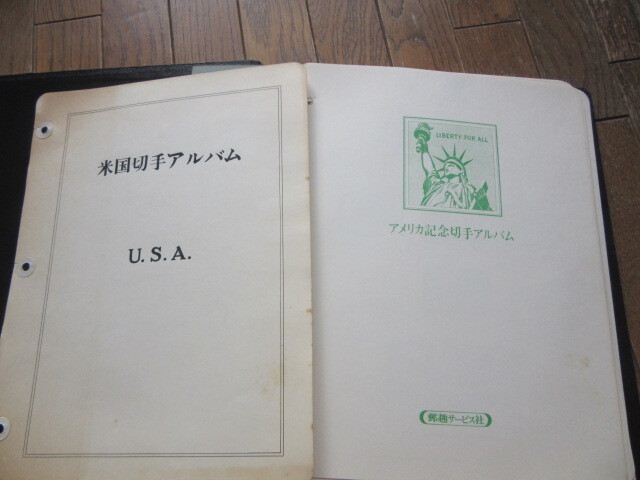 米国切手アルバム
U.S.A.
LIBERTY FOR ALL
アメリカ記念切手アルバム
郵趣サービス社